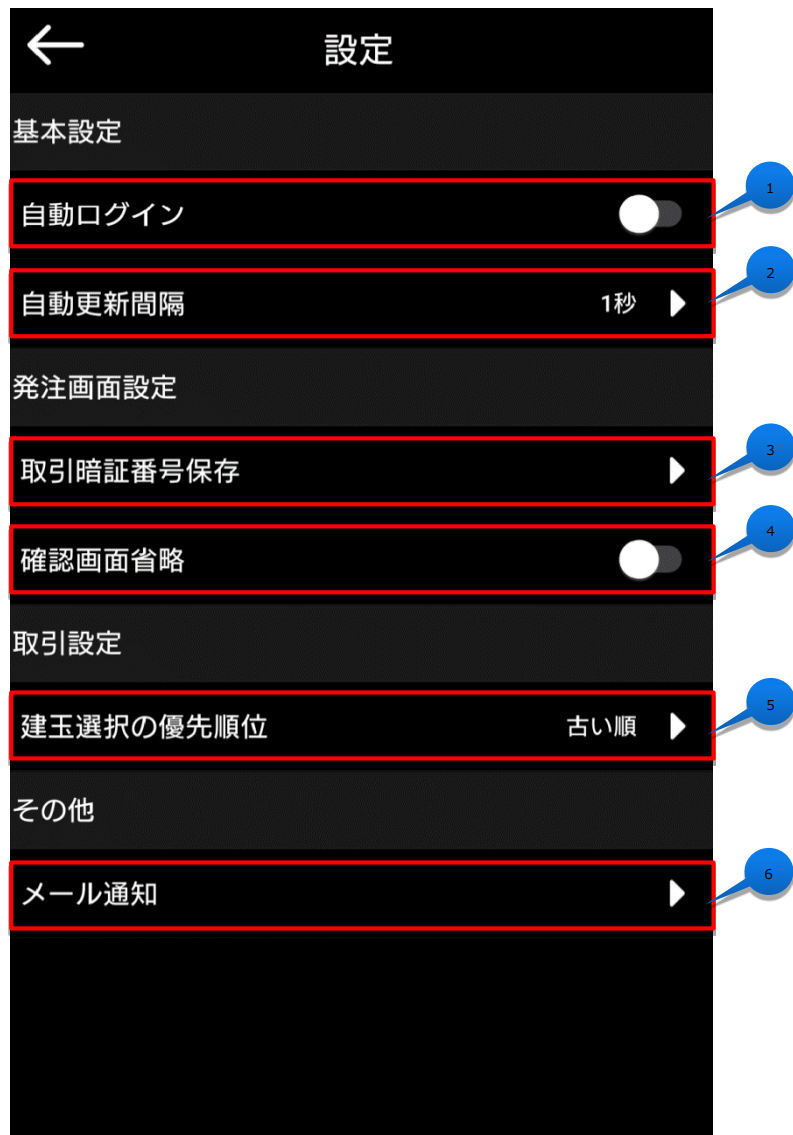 設定
基本設定
自動ログイン
1
自動更新間隔 1秒
2
発注画面設定
取引暗証番号保存
3
確認画面省略
4
取引設定
建玉選択の優先順位 古い順
5
その他
メール通知
6